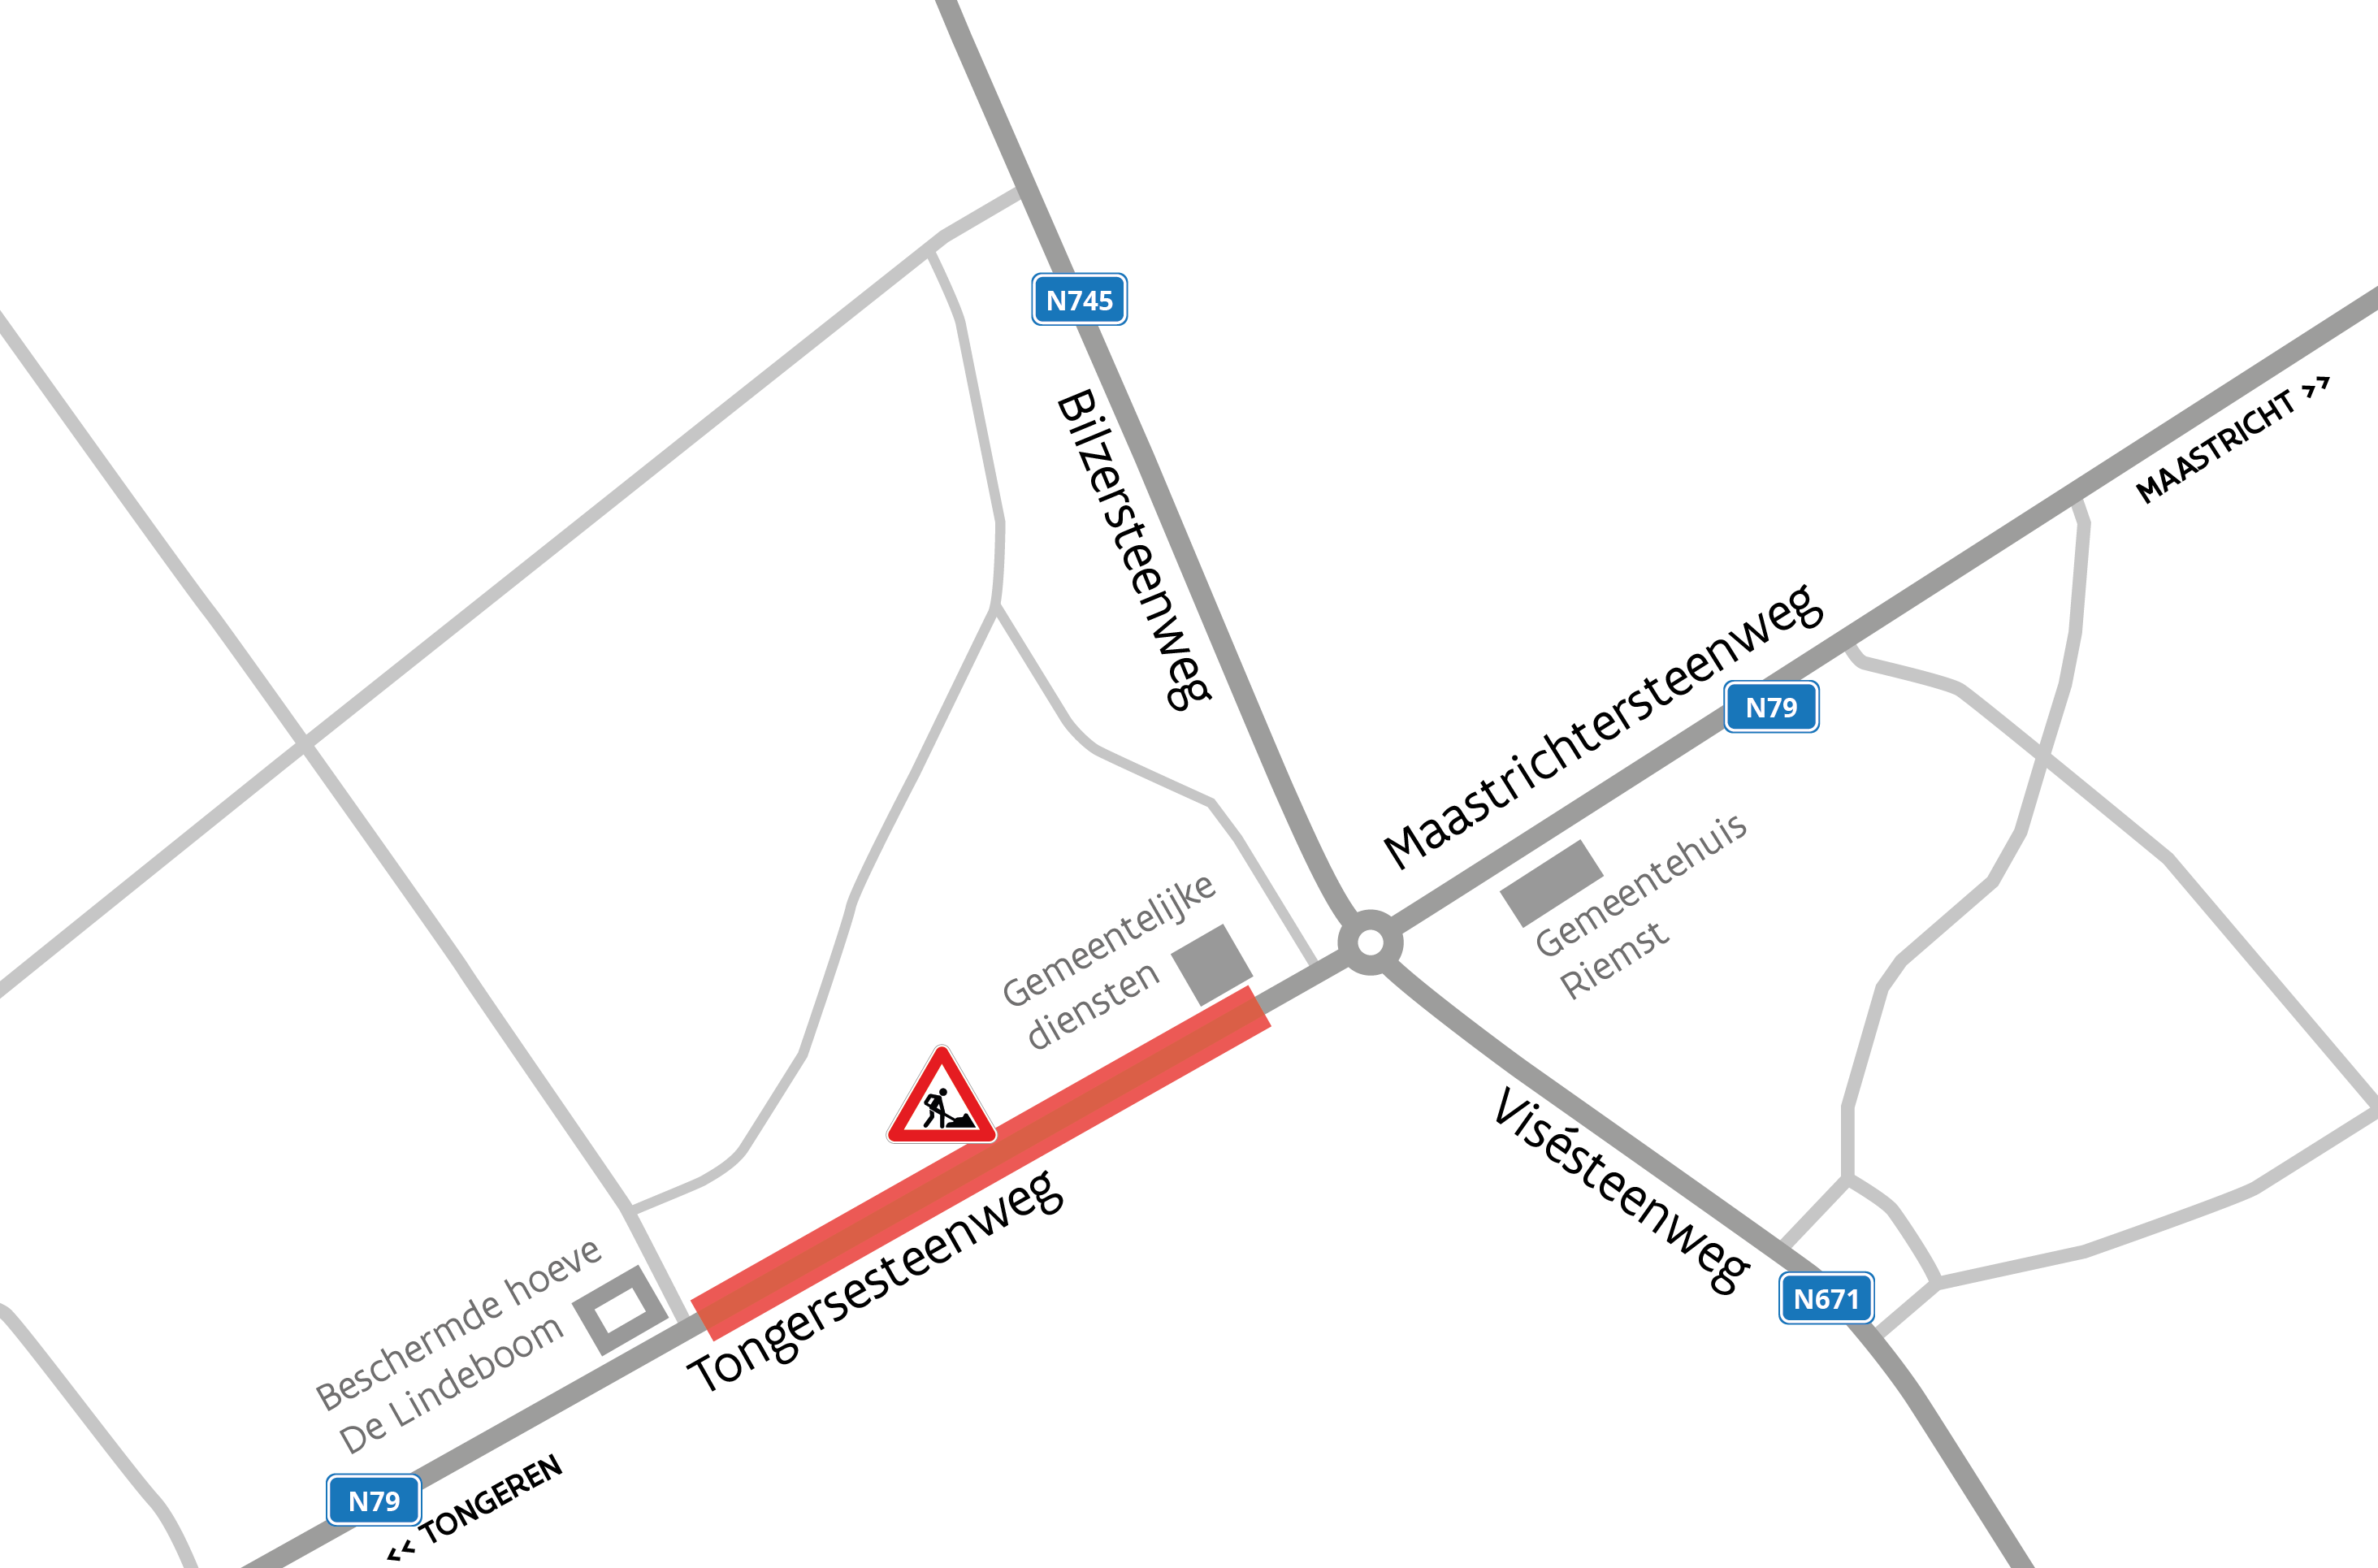 N745
Bilzersteenweg
MAASTRICHT >>
Maastrichtersteenweg
N79
Gemeentehuis
Riemst
Gemeentelijke
diensten
Visésteenweg
N671
Tongersesteenweg
Beschermde hoeve
De Lindeboom
N79
<< TONGEREN